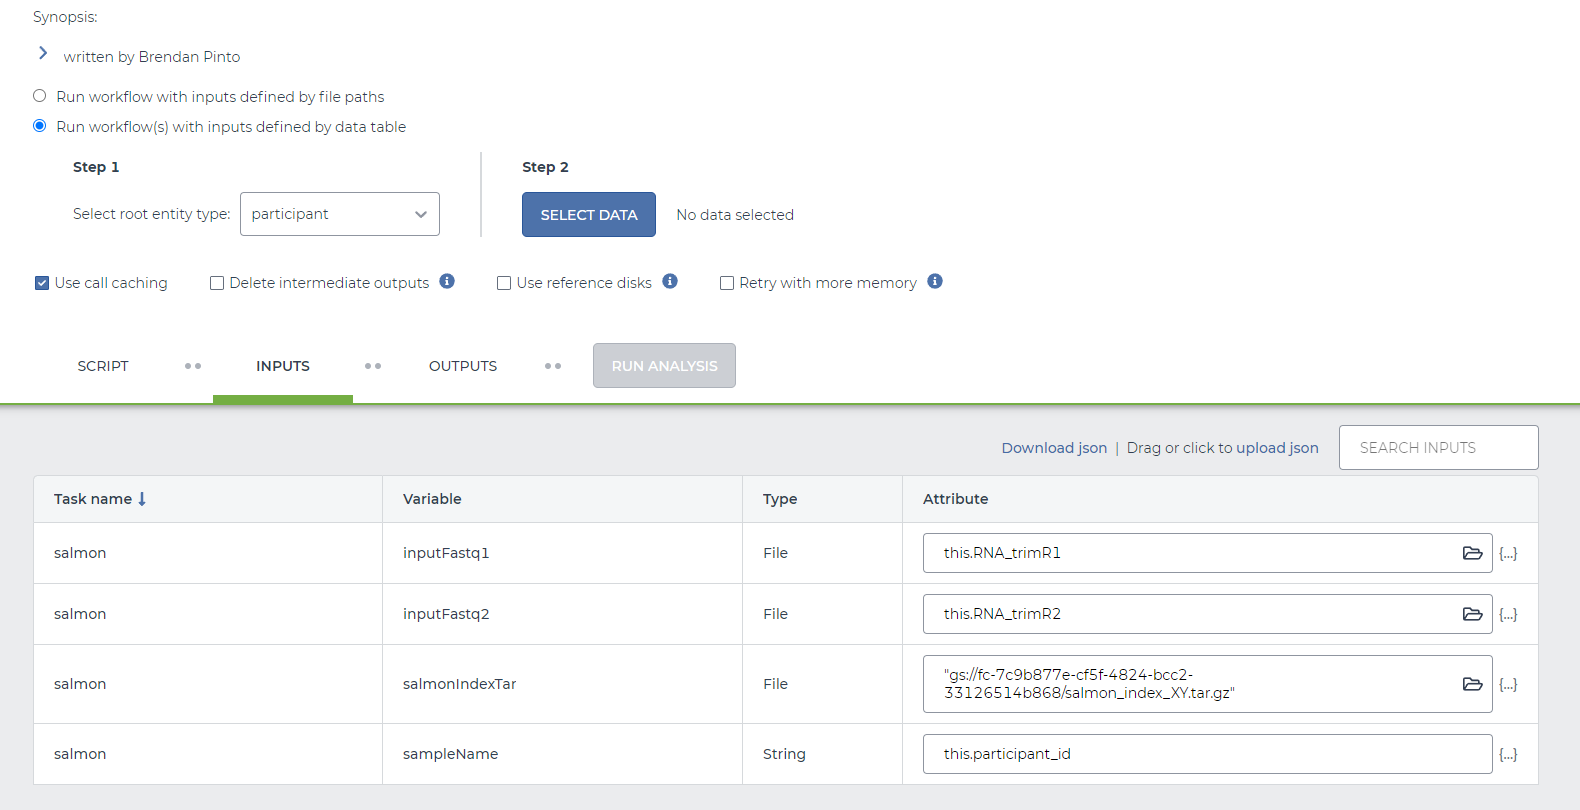 Synopsis:
written by Brendan Pinto
Run workflow with inputs defined by file paths
Run workflow(s) with inputs defined by data table
Step 1
Select root entity type: participant
Step 2
SELECT DATA No data selected
Use call caching Delete intermediate outputs Use reference disks Retry with more memory
SCRIPT INPUTS OUTPUTS RUN ANALYSIS
Download json | Drag or click to upload json SEARCH INPUTS
Task name Variable Type Attribute
salmon inputFastq1 File this.RNA_trimR1 {...}
salmon inputFastq2 File this.RNA_trimR2 {...}
salmon salmonIndexTar File "gs://fc-7c9b877e-cf5f-4824-bcc2-
33126514b868/salmon_index_XY.tar.gz" {...}
salmon sampleName String this.participant_id {...}